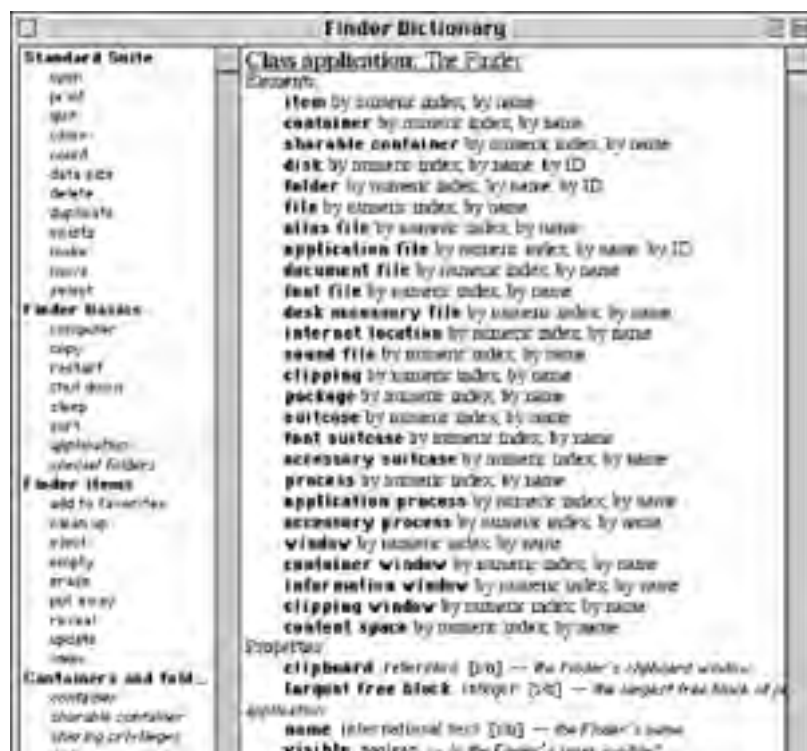 Finder Dictionary
Standard Suite
open
print
quit
close
count
data size
delete
duplicate
exists
make
move
select
Finder Basics
computer
copy
restart
shut down
sleep
sort
application
special folders
Finder items
add to favorites
clean up
eject
empty
erase
put away
reveal
update
items
Containers and fold...
container
sharable container
sharing privileges
Class application: The Finder
Elements:
item by numeric index, by name
container by numeric index, by name
sharable container by numeric index, by name
disk by numeric index, by name, by ID
folder by numeric index, by name, by ID
file by numeric index, by name
alias file by numeric index, by name
application file by numeric index, by name, by ID
document file by numeric index, by name
font file by numeric index, by name
desk accessory file by numeric index, by name
internet location by numeric index, by name
sound file by numeric index, by name
clipping by numeric index, by name
package by numeric index, by name
suitcase by numeric index, by name
font suitcase by numeric index, by name
accessory suitcase by numeric index, by name
process by numeric index, by name
application process by numeric index, by name
accessory process by numeric index, by name
window by numeric index, by name
container window by numeric index, by name
information window by numeric index, by name
clipping window by numeric index, by name
content space by numeric index, by name
Properties:
clipboard reference [r/o] -- the Finder's clipboard window
largest free block integer [r/o] -- the largest free block of
application
name international text [r/o] -- the Finder's name
visible boolean -- Is the Finder's layer visible?